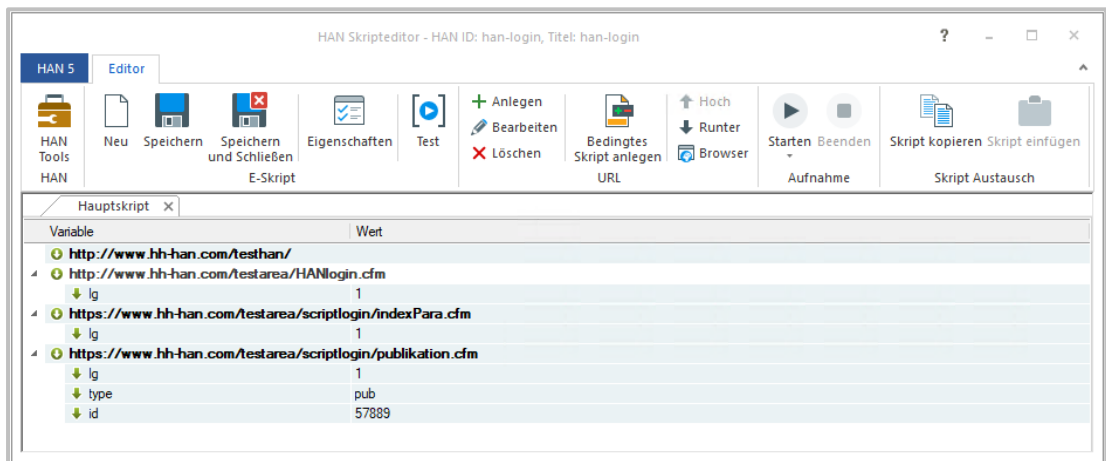 HAN Skripteditor - HAN ID: han-login, Titel: han-login ?
HAN 5 Editor
HAN Tools
Neu
Speichern
Speichern und Schließen
Eigenschaften
Test
Anlegen
Bearbeiten
Löschen
Bedingtes Skript anlegen
Hoch
Runter
Browser
Starten
Beenden
Skript kopieren
Skript einfügen
HAN E-Skript URL Aufnahme Skript Austausch
Hauptskript
Variable Wert
http://www.hh-han.com/testhan/
http://www.hh-han.com/testarea/HANlogin.cfm
lg 1
https://www.hh-han.com/testarea/scriptlogin/indexPara.cfm
lg 1
https://www.hh-han.com/testarea/scriptlogin/publikation.cfm
lg 1
type pub
id 57889